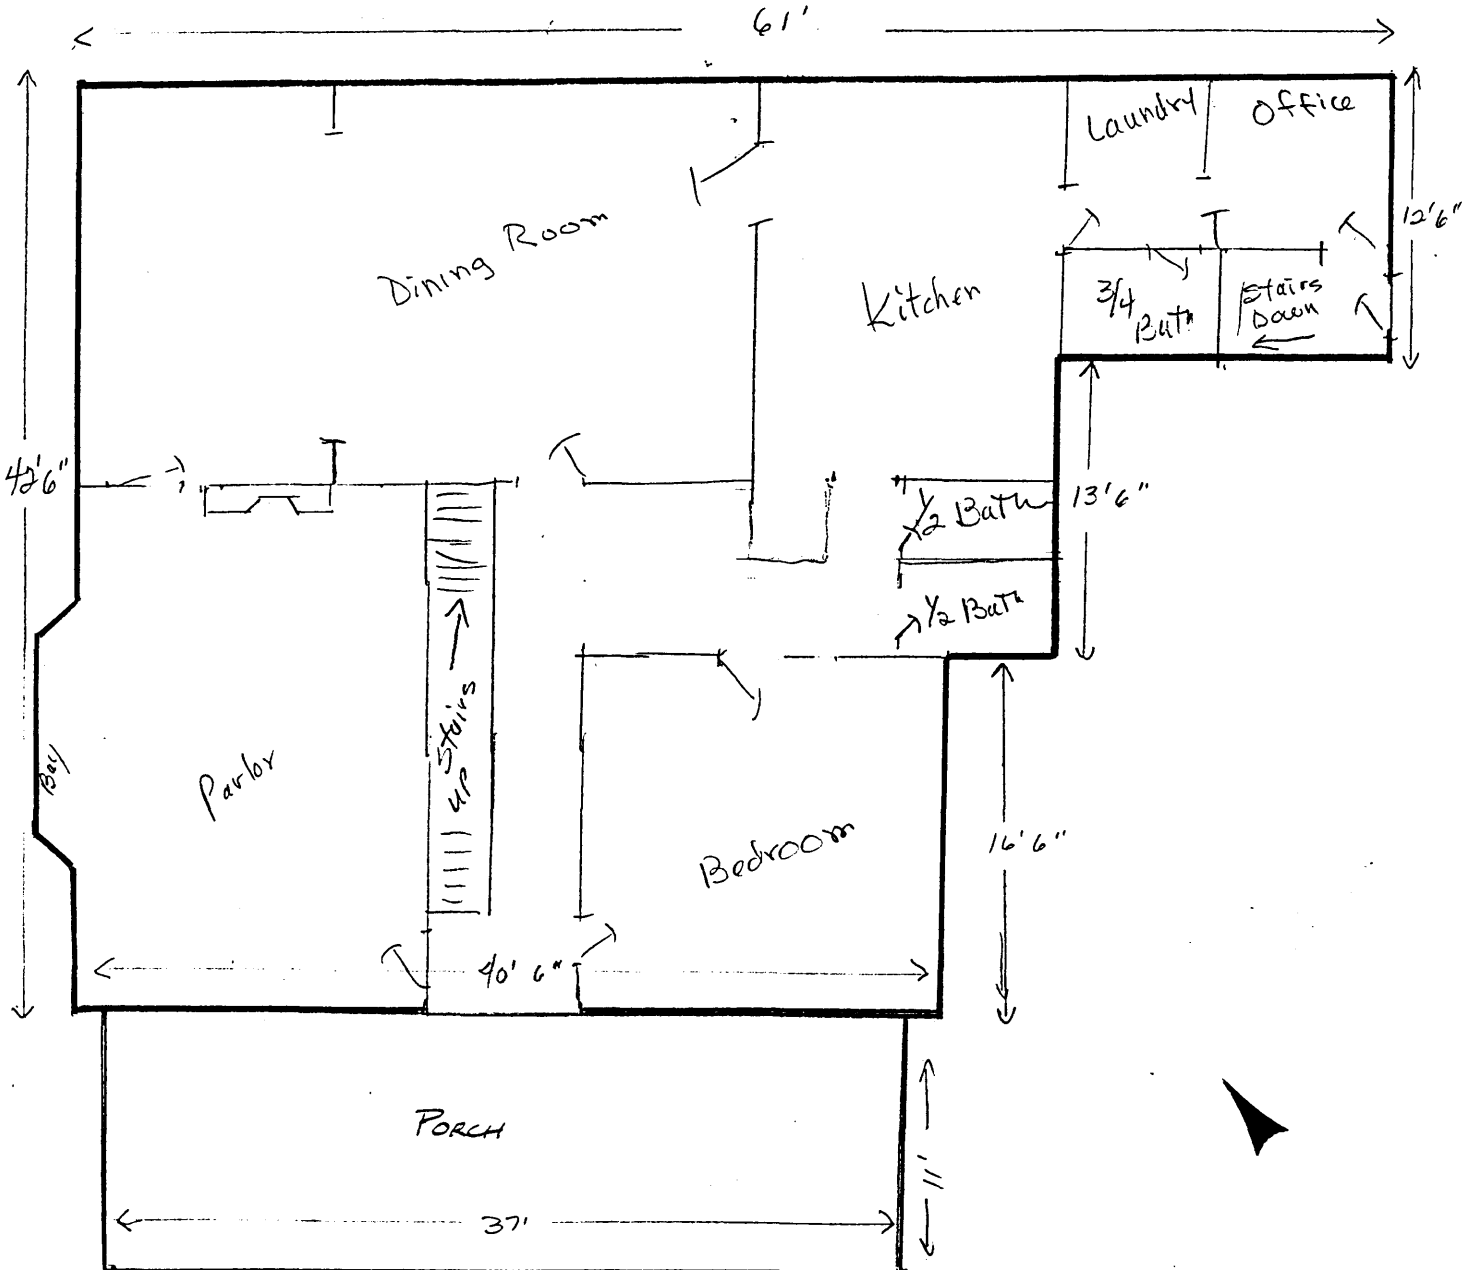 61'
Laundry
Office
12'6"
Dining Room
Kitchen
3/4
Bath
Stairs
Down
42'6"
1/2 Bath
13'6"
1/2 Bath
Stairs
up
Bay
Parlor
Bedroom
16'6"
40' 6"
PORCH
11'
37'